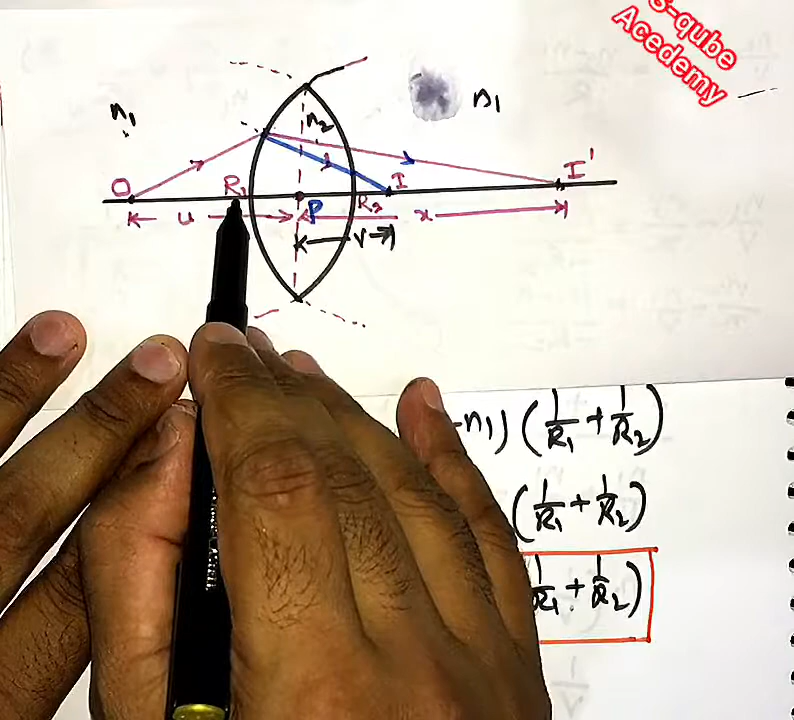 S-qube
Acedemy
n₁
n₁
n₂
O
R₁
P
R₂
I
I'
u
x
v
-n₁) (1/R₁ + 1/R₂)
(1/R₁ + 1/R₂)
1/R₁ + 1/R₂)